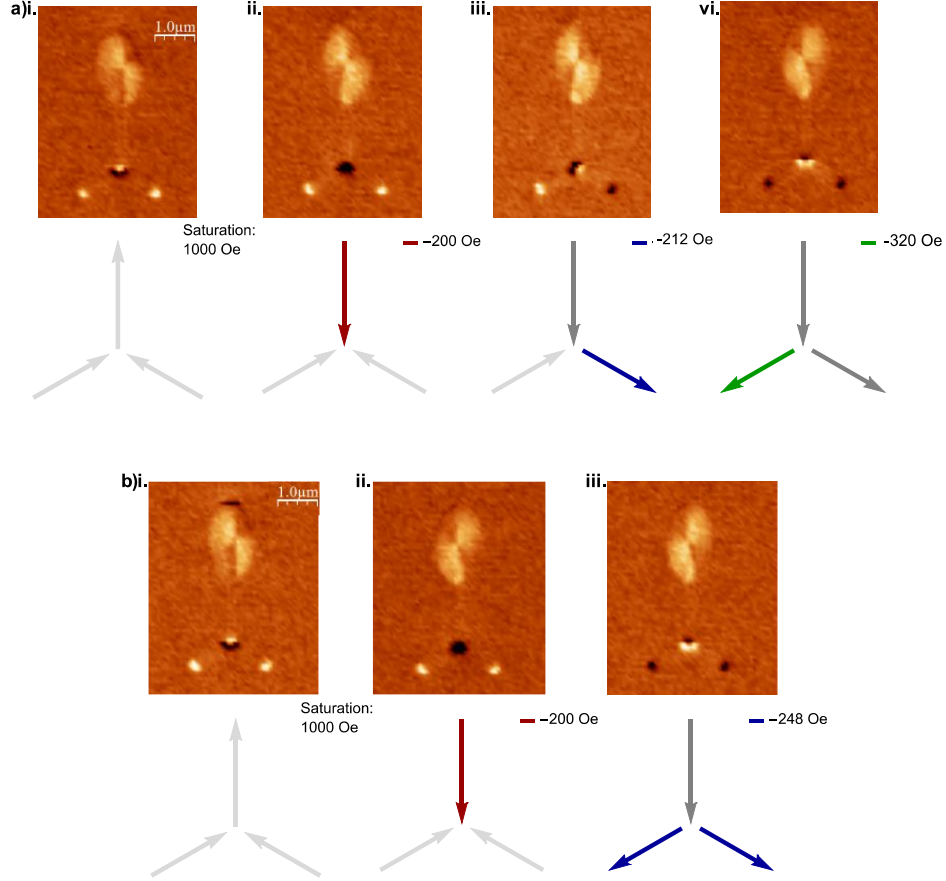 a)i.
ii.
iii.
vi.
1.0µm
Saturation:
1000 Oe
−200 Oe
-212 Oe
-320 Oe
b)i.
ii.
iii.
1.0µm
Saturation:
1000 Oe
−200 Oe
−248 Oe